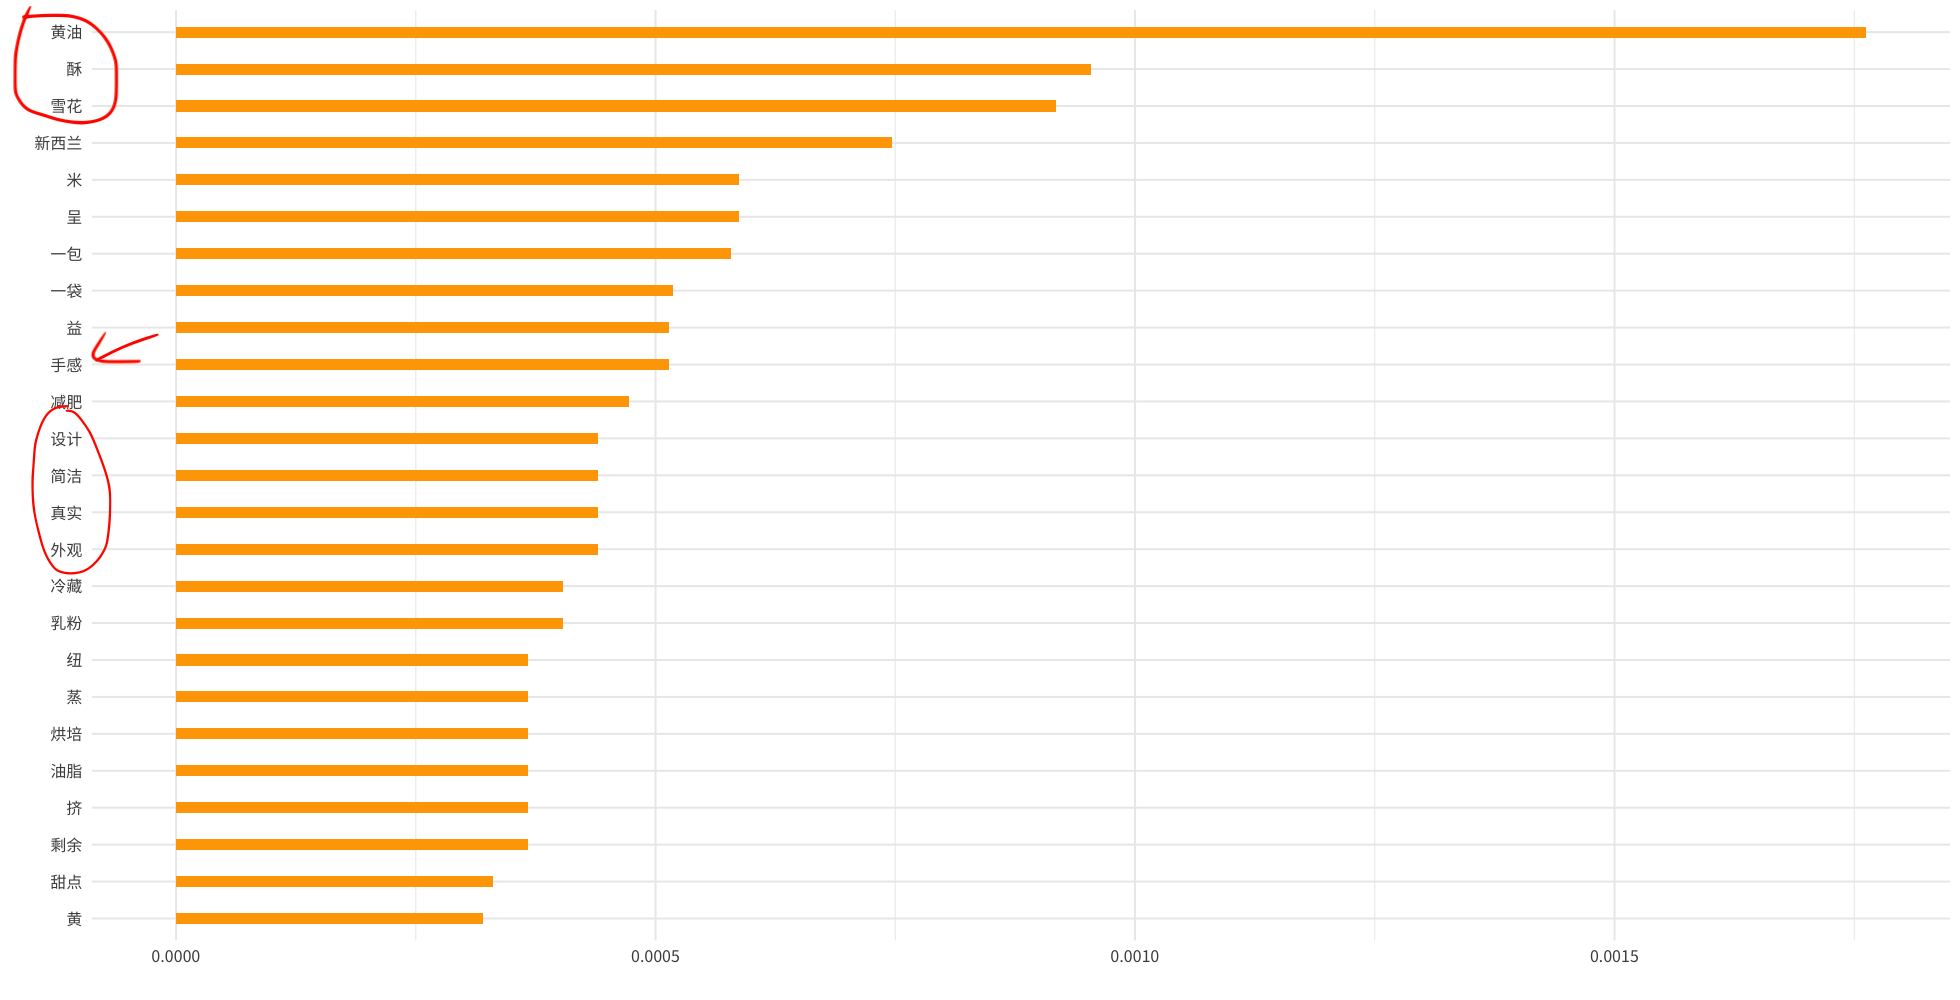 黄油
酥
雪花
新西兰
米
呈
一包
一袋
益
手感
减肥
设计
简洁
真实
外观
冷藏
乳粉
纽
蒸
烘培
油脂
挤
剩余
甜点
黄
0.0000 0.0005 0.0010 0.0015